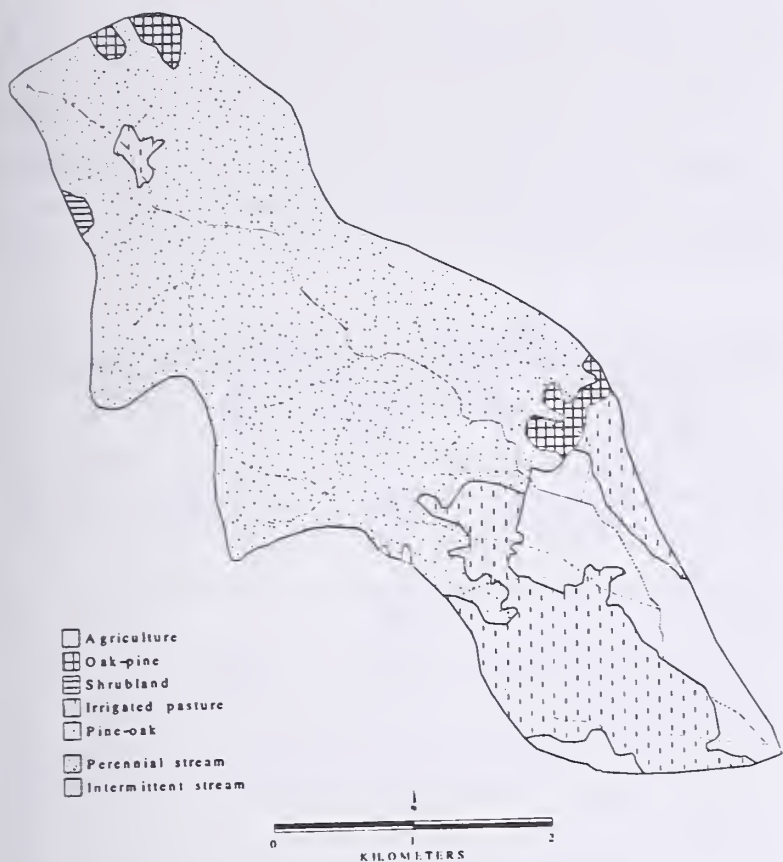 Agriculture
Oak-pine
Shrubland
Irrigated pasture
Pine-oak
Perennial stream
Intermittent stream
0 1 2
KILOMETERS